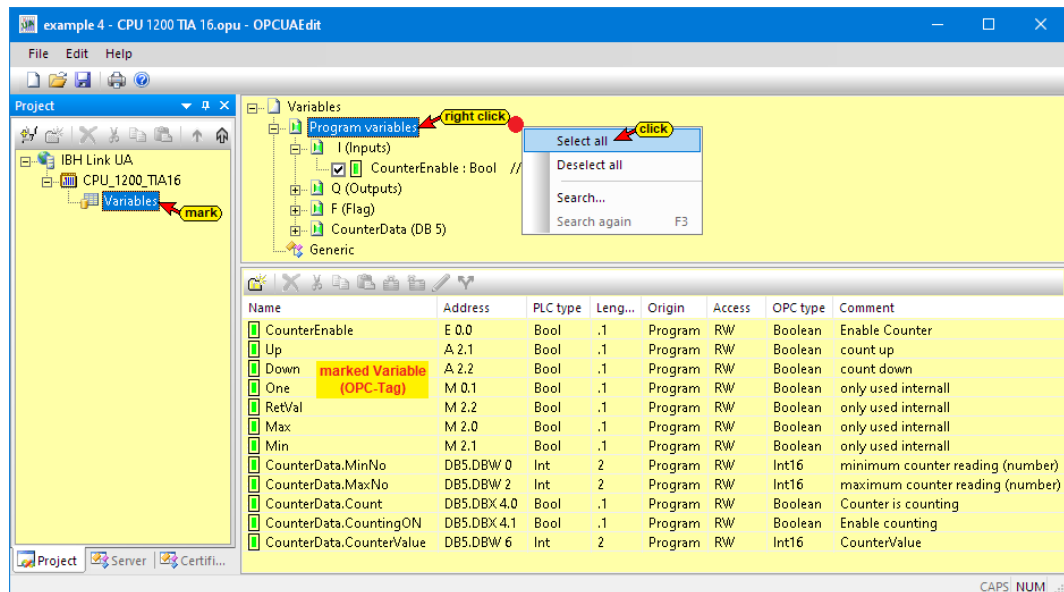 example 4 - CPU 1200 TIA 16.opu - OPCUAEdit
File Edit Help
Project
IBH Link UA
CPU_1200_TIA16
Variables
mark
Project Server Certifi...
Variables
Program variables
right click
I (Inputs)
CounterEnable : Bool //
Q (Outputs)
F (Flag)
CounterData (DB 5)
Generic
Select all
click
Deselect all
Search...
Search again F3
Name Address PLC type Leng... Origin Access OPC type Comment
CounterEnable E 0.0 Bool .1 Program RW Boolean Enable Counter
Up A 2.1 Bool .1 Program RW Boolean count up
Down A 2.2 Bool .1 Program RW Boolean count down
One M 0.1 Bool .1 Program RW Boolean only used internall
RetVal M 2.2 Bool .1 Program RW Boolean only used internall
Max M 2.0 Bool .1 Program RW Boolean only used internall
Min M 2.1 Bool .1 Program RW Boolean only used internall
CounterData.MinNo DB5.DBW 0 Int 2 Program RW Int16 minimum counter reading (number)
CounterData.MaxNo DB5.DBW 2 Int 2 Program RW Int16 maximum counter reading (number)
CounterData.Count DB5.DBX 4.0 Bool .1 Program RW Boolean Counter is counting
CounterData.CountingON DB5.DBX 4.1 Bool .1 Program RW Boolean Enable counting
CounterData.CounterValue DB5.DBW 6 Int 2 Program RW Int16 CounterValue
marked Variable
(OPC-Tag)
CAPS NUM